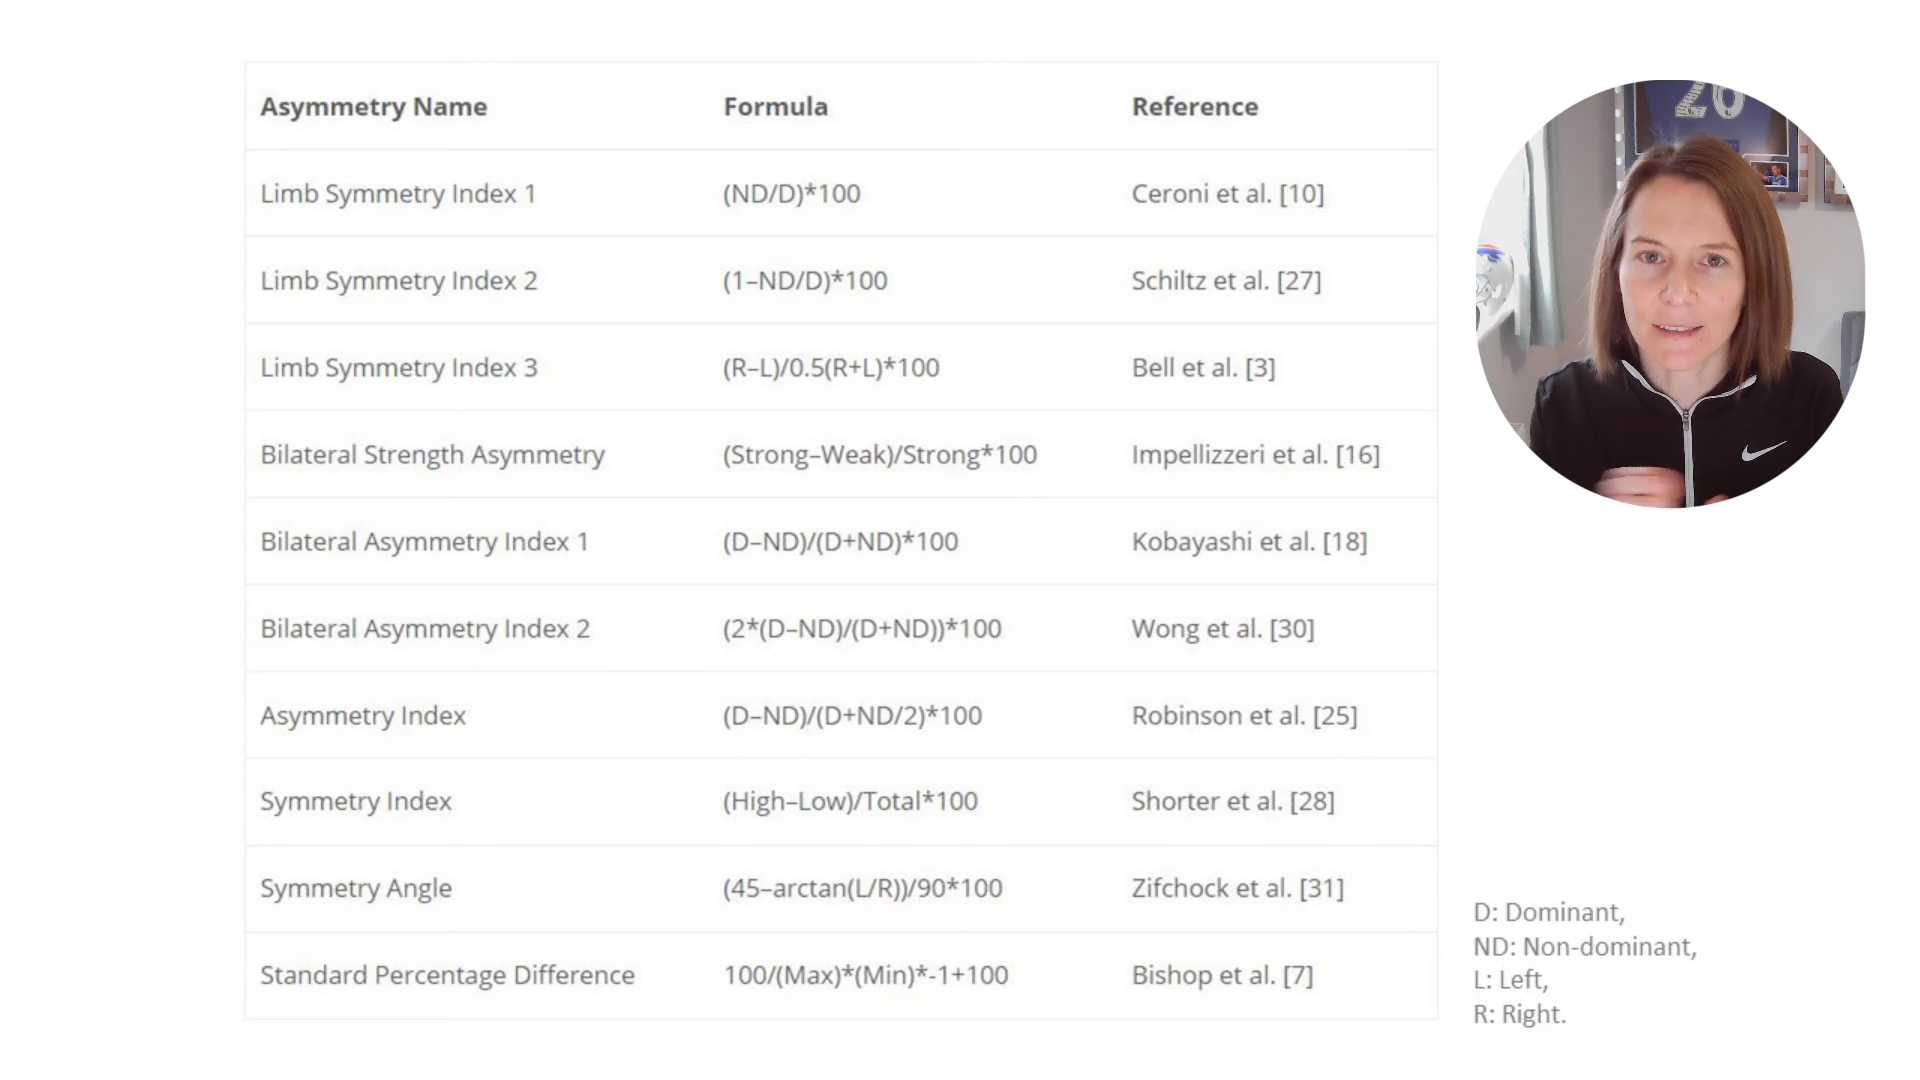 Asymmetry Name Formula Reference
Limb Symmetry Index 1 (ND/D)*100 Ceroni et al. [10]
Limb Symmetry Index 2 (1–ND/D)*100 Schiltz et al. [27]
Limb Symmetry Index 3 (R–L)/0.5(R+L)*100 Bell et al. [3]
Bilateral Strength Asymmetry (Strong–Weak)/Strong*100 Impellizzeri et al. [16]
Bilateral Asymmetry Index 1 (D–ND)/(D+ND)*100 Kobayashi et al. [18]
Bilateral Asymmetry Index 2 (2*(D–ND)/(D+ND))*100 Wong et al. [30]
Asymmetry Index (D–ND)/(D+ND/2)*100 Robinson et al. [25]
Symmetry Index (High–Low)/Total*100 Shorter et al. [28]
Symmetry Angle (45–arctan(L/R))/90*100 Zifchock et al. [31]
Standard Percentage Difference 100/(Max)*(Min)*-1+100 Bishop et al. [7]
26
D: Dominant,
ND: Non-dominant,
L: Left,
R: Right.